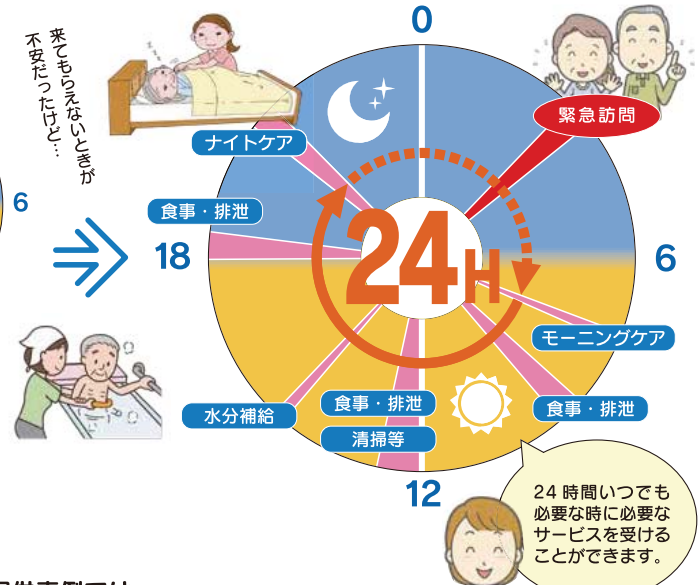 来てもらえないときが
不安だったけど…
0
緊急訪問
ナイトケア
6
食事・排泄
18
24H
6
モーニングケア
食事・排泄
食事・排泄
水分補給
清掃等
12
24時間いつでも
必要な時に必要な
サービスを受ける
ことができます。